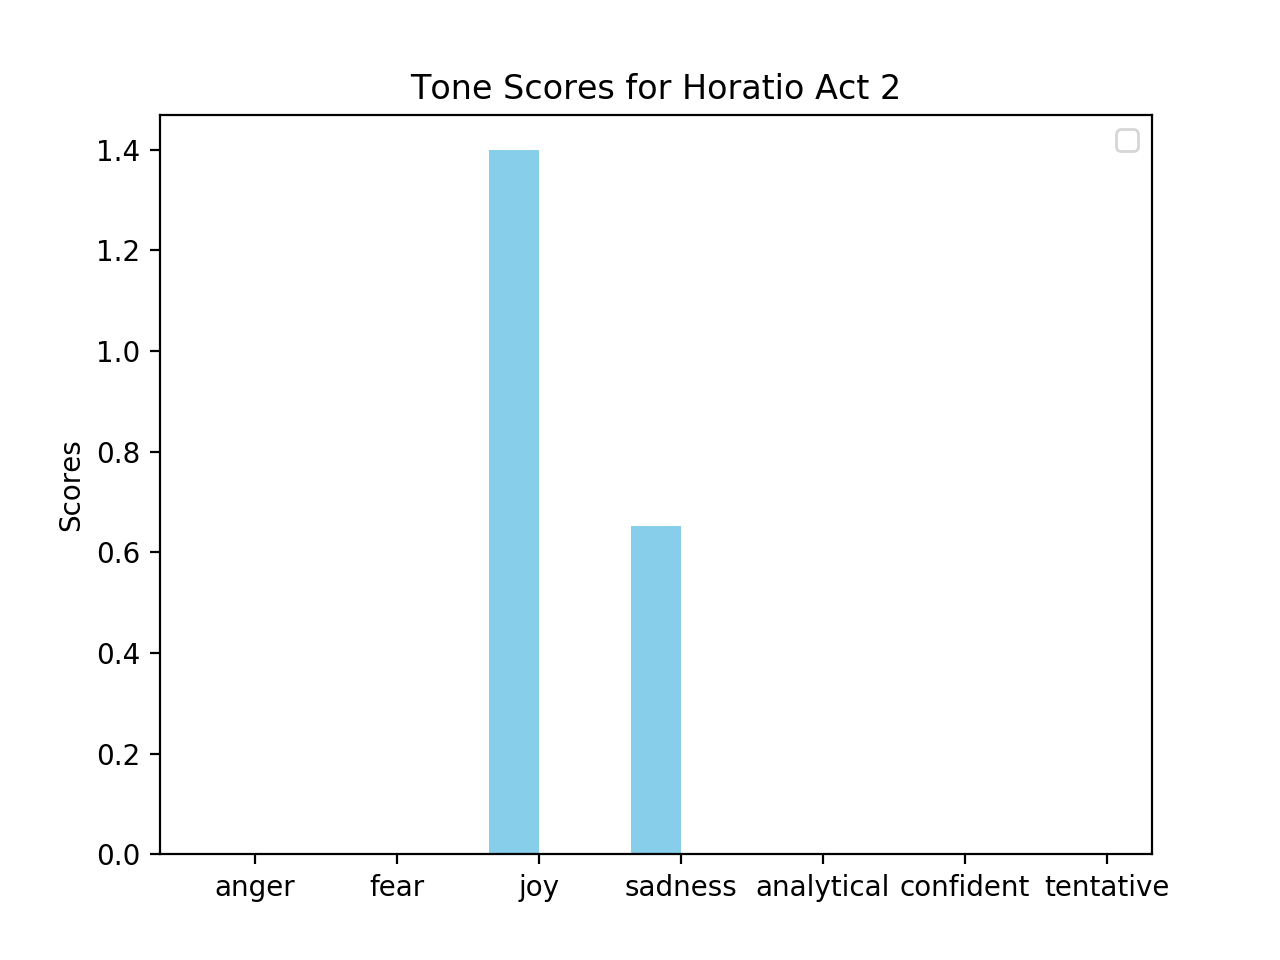 Tone Scores for Horatio Act 2
1.4
1.2
1.0
0.8
0.6
0.4
0.2
0.0
Scores
anger fear joy sadness analytical confident tentative